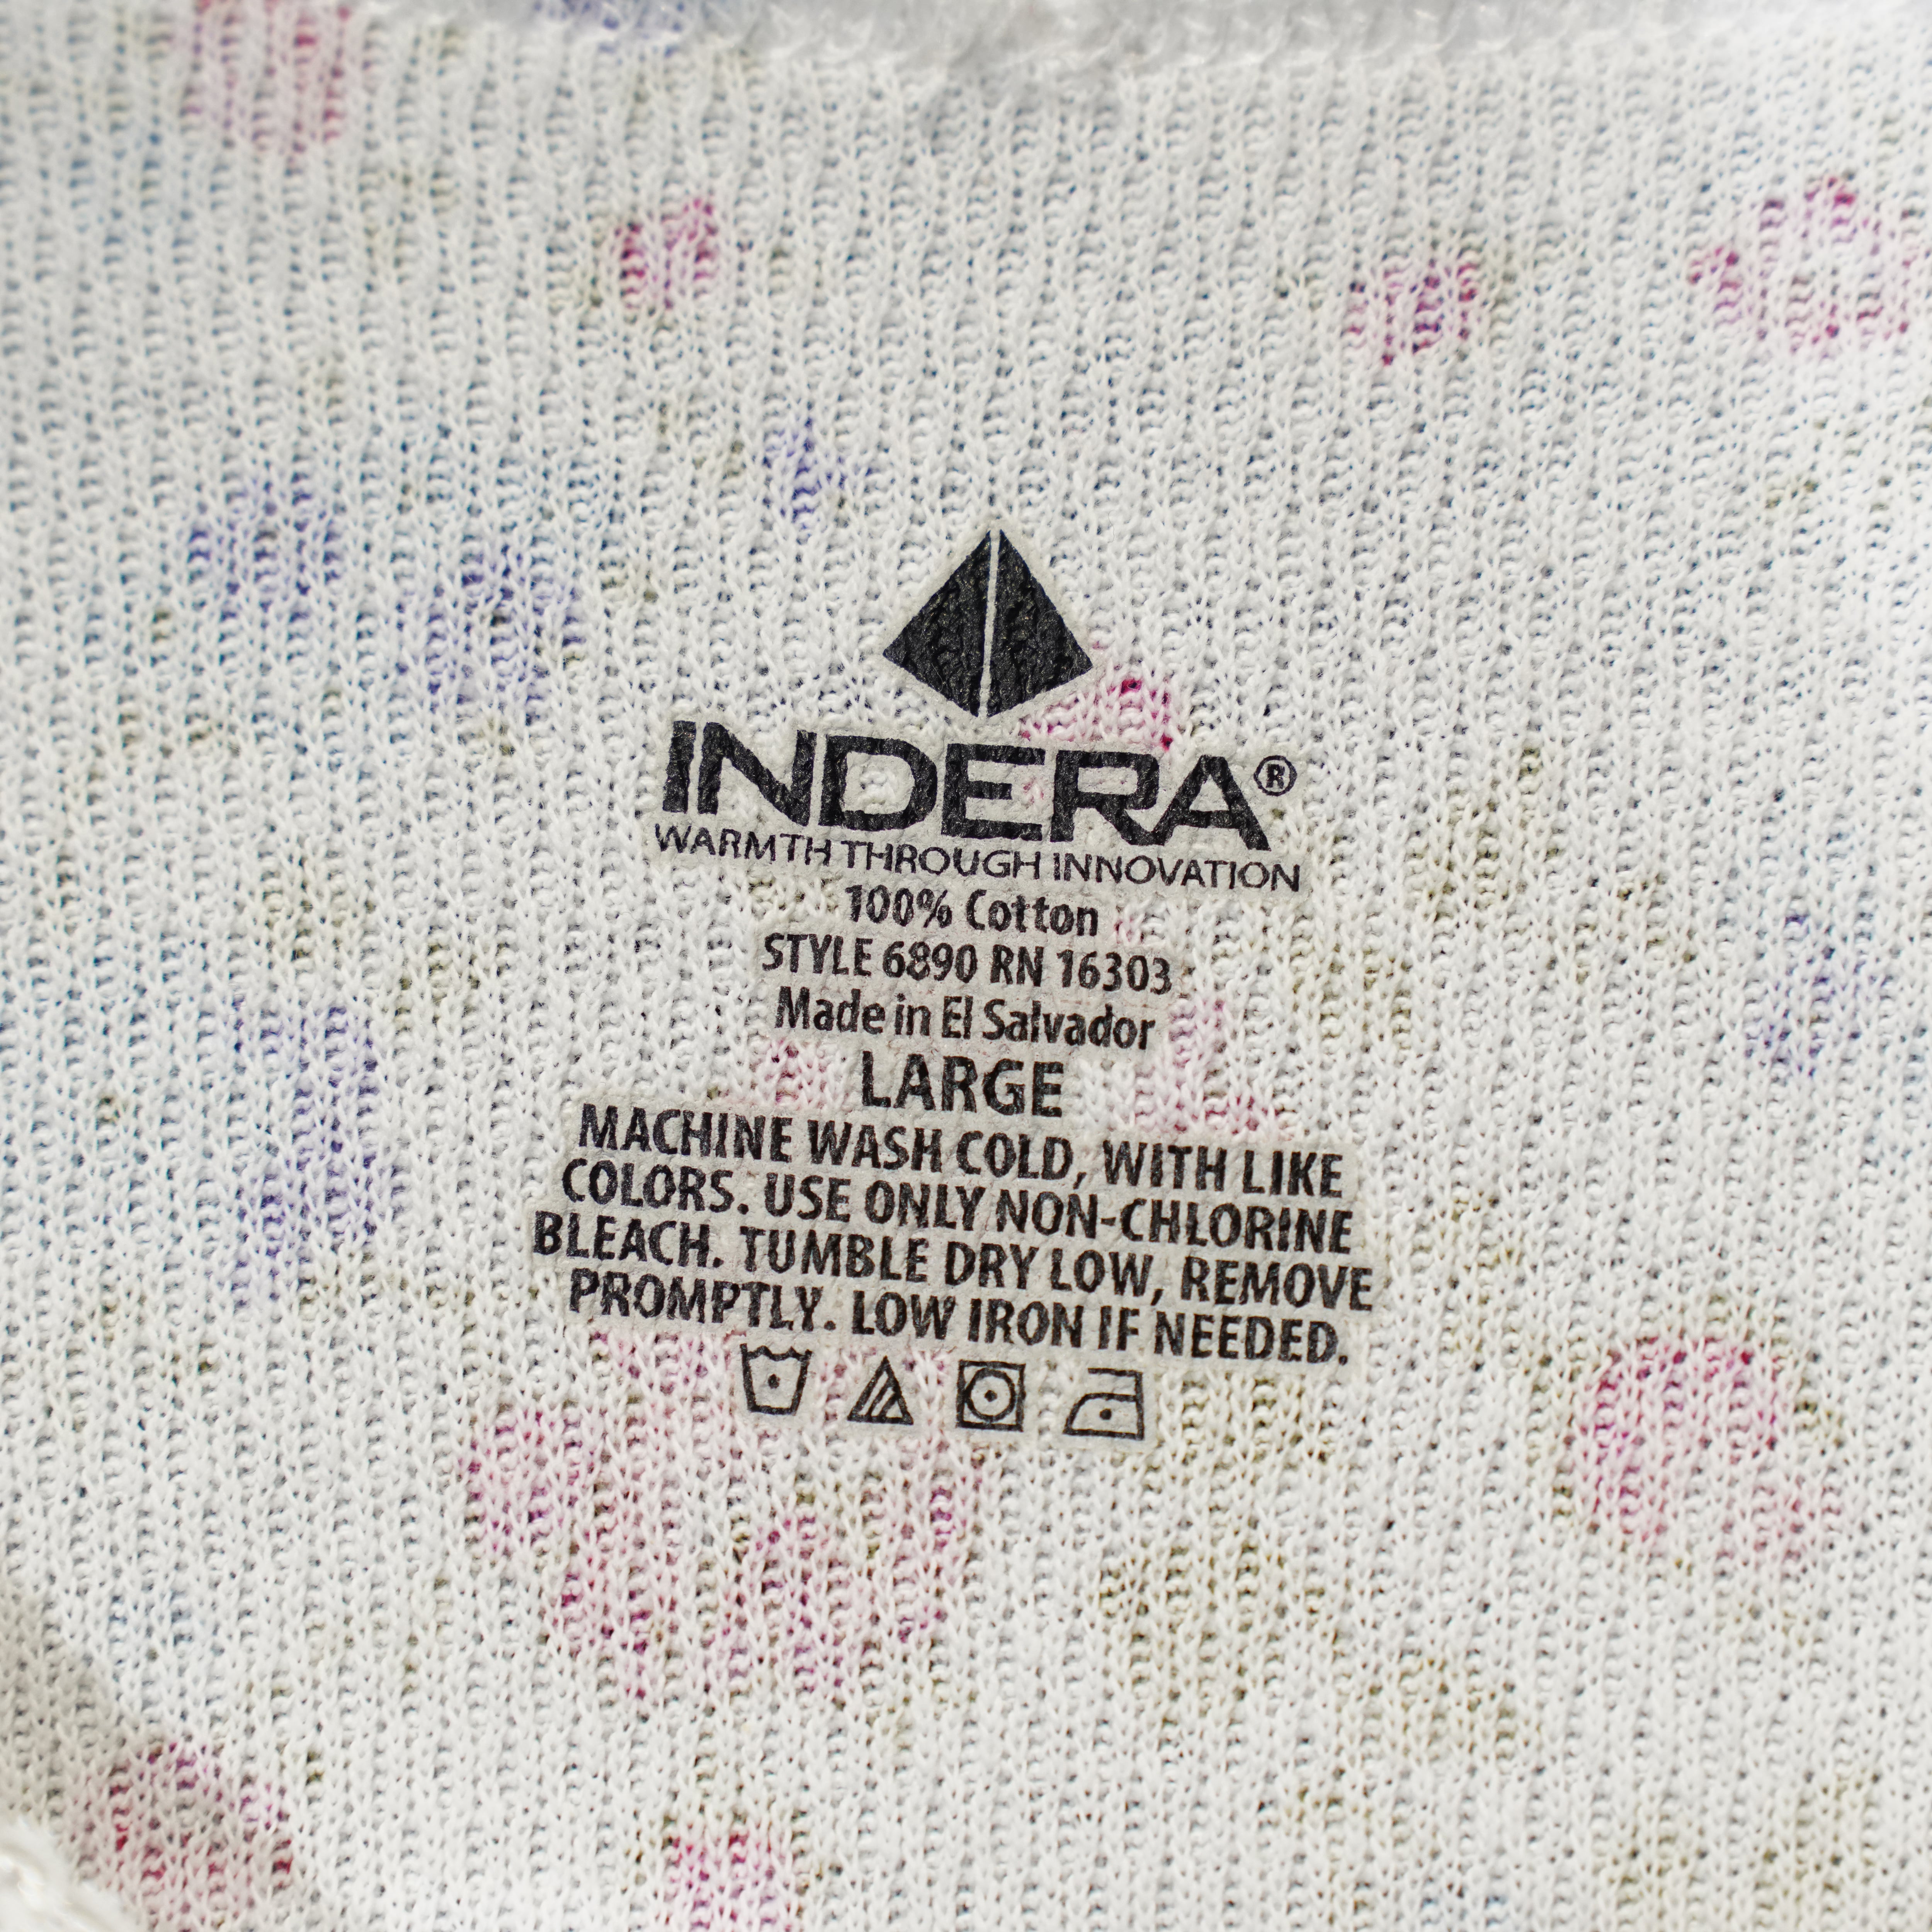 INDERA®
WARMTH THROUGH INNOVATION
100% Cotton
STYLE 6890 RN 16303
Made in El Salvador
LARGE
MACHINE WASH COLD, WITH LIKE
COLORS. USE ONLY NON-CHLORINE
BLEACH. TUMBLE DRY LOW, REMOVE
PROMPTLY. LOW IRON IF NEEDED.